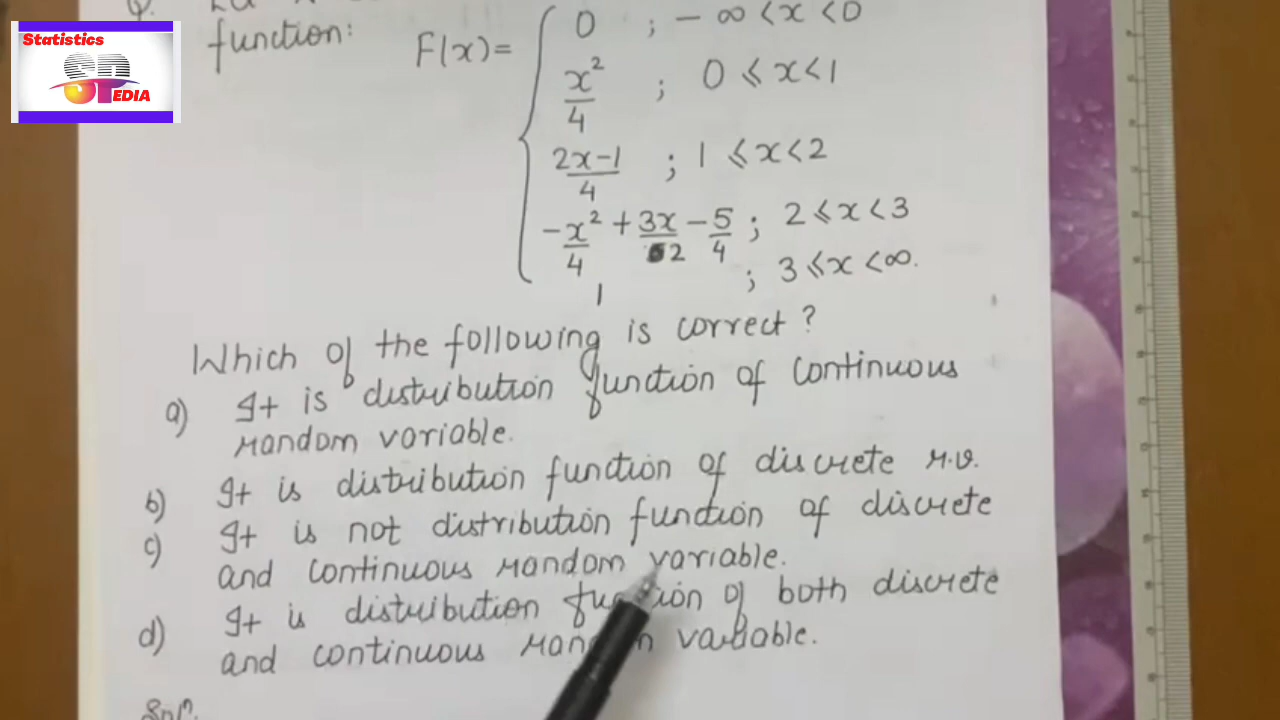 Statistics
PEDIA
function: F(x)=
0 ; -∞ < x < 0
x²/4 ; 0 ≤ x < 1
2x-1/4 ; 1 ≤ x < 2
-x²/4 + 3x/2 - 5/4 ; 2 ≤ x < 3
1 ; 3 ≤ x < ∞.
Which of the following is correct?
a) It is distribution function of continuous
random variable.
b) It is distribution function of discrete r.v.
c) It is not distribution function of discrete
and continuous random variable.
d) It is distribution function of both discrete
and continuous random variable.
Soln.